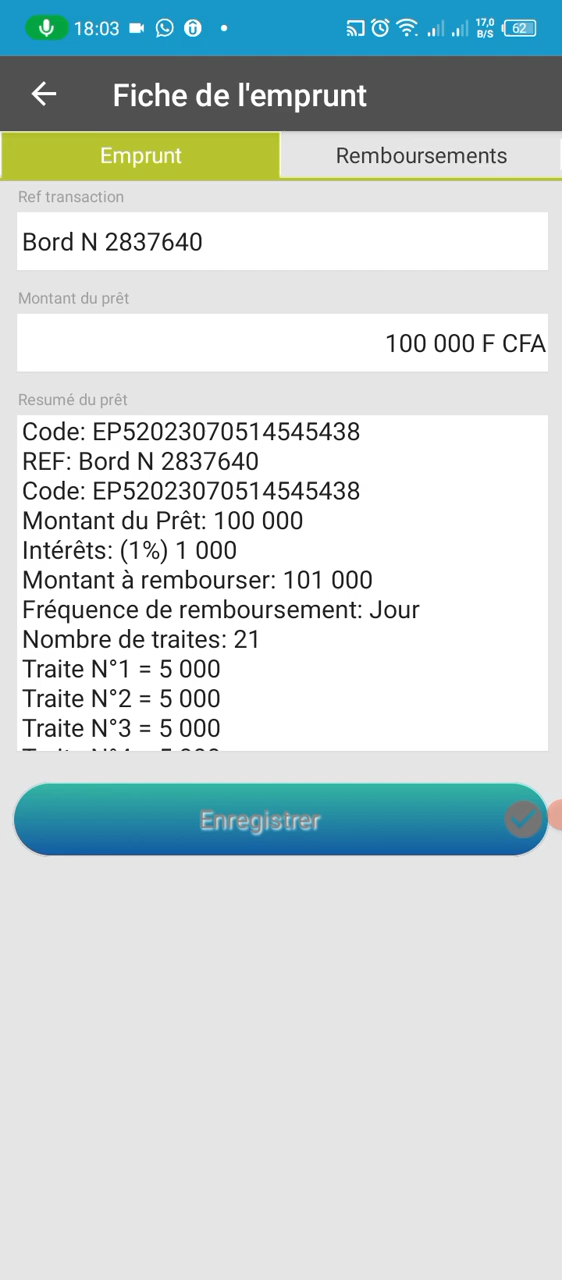 18:03
17,0
B/S
62
Fiche de l'emprunt
Emprunt
Remboursements
Ref transaction
Bord N 2837640
Montant du prêt
100 000 F CFA
Resumé du prêt
Code: EP52023070514545438
REF: Bord N 2837640
Code: EP52023070514545438
Montant du Prêt: 100 000
Intérêts: (1%) 1 000
Montant à rembourser: 101 000
Fréquence de remboursement: Jour
Nombre de traites: 21
Traite N°1 = 5 000
Traite N°2 = 5 000
Traite N°3 = 5 000
Enregistrer